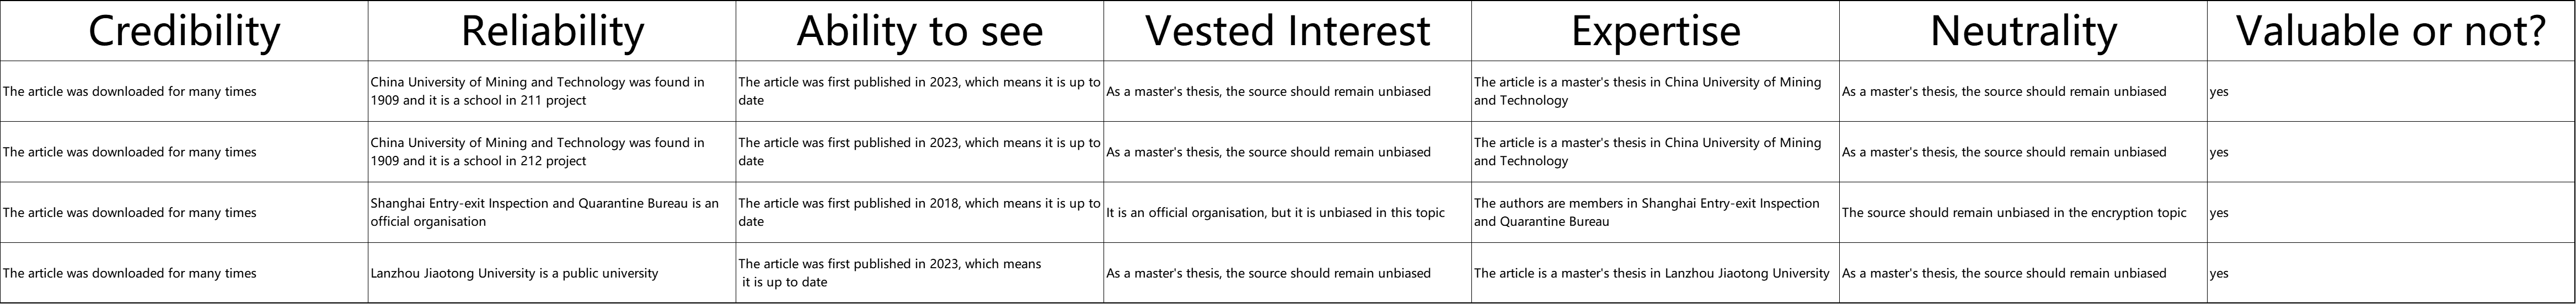 Credibility
Reliability
Ability to see
Vested Interest
Expertise
Neutrality
Valuable or not?
The article was downloaded for many times
China University of Mining and Technology was found in
1909 and it is a school in 211 project
The article was first published in 2023, which means it is up to
date
As a master's thesis, the source should remain unbiased
The article is a master's thesis in China University of Mining
and Technology
As a master's thesis, the source should remain unbiased
yes
The article was downloaded for many times
China University of Mining and Technology was found in
1909 and it is a school in 212 project
The article was first published in 2023, which means it is up to
date
As a master's thesis, the source should remain unbiased
The article is a master's thesis in China University of Mining
and Technology
As a master's thesis, the source should remain unbiased
yes
The article was downloaded for many times
Shanghai Entry-exit Inspection and Quarantine Bureau is an
official organisation
The article was first published in 2018, which means it is up to
date
It is an official organisation, but it is unbiased in this topic
The authors are members in Shanghai Entry-exit Inspection
and Quarantine Bureau
The source should remain unbiased in the encryption topic
yes
The article was downloaded for many times
Lanzhou Jiaotong University is a public university
The article was first published in 2023, which means
it is up to date
As a master's thesis, the source should remain unbiased
The article is a master's thesis in Lanzhou Jiaotong University
As a master's thesis, the source should remain unbiased
yes